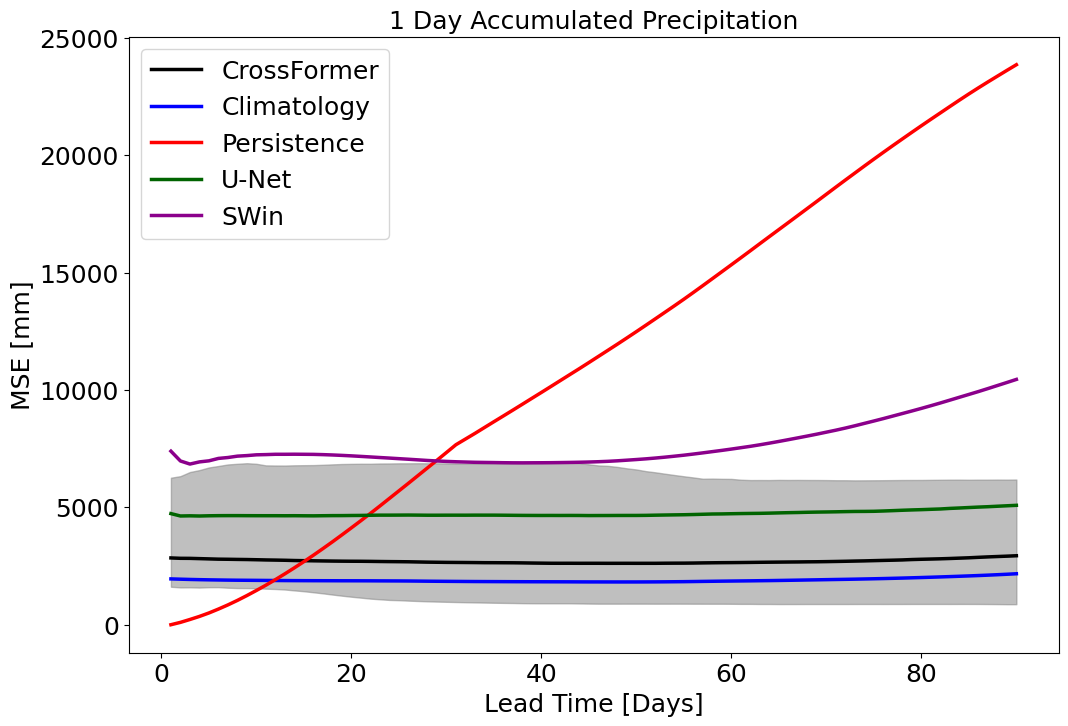 1 Day Accumulated Precipitation
25000
20000
15000
10000
5000
0
MSE [mm]
CrossFormer
Climatology
Persistence
U-Net
SWin
0 20 40 60 80
Lead Time [Days]